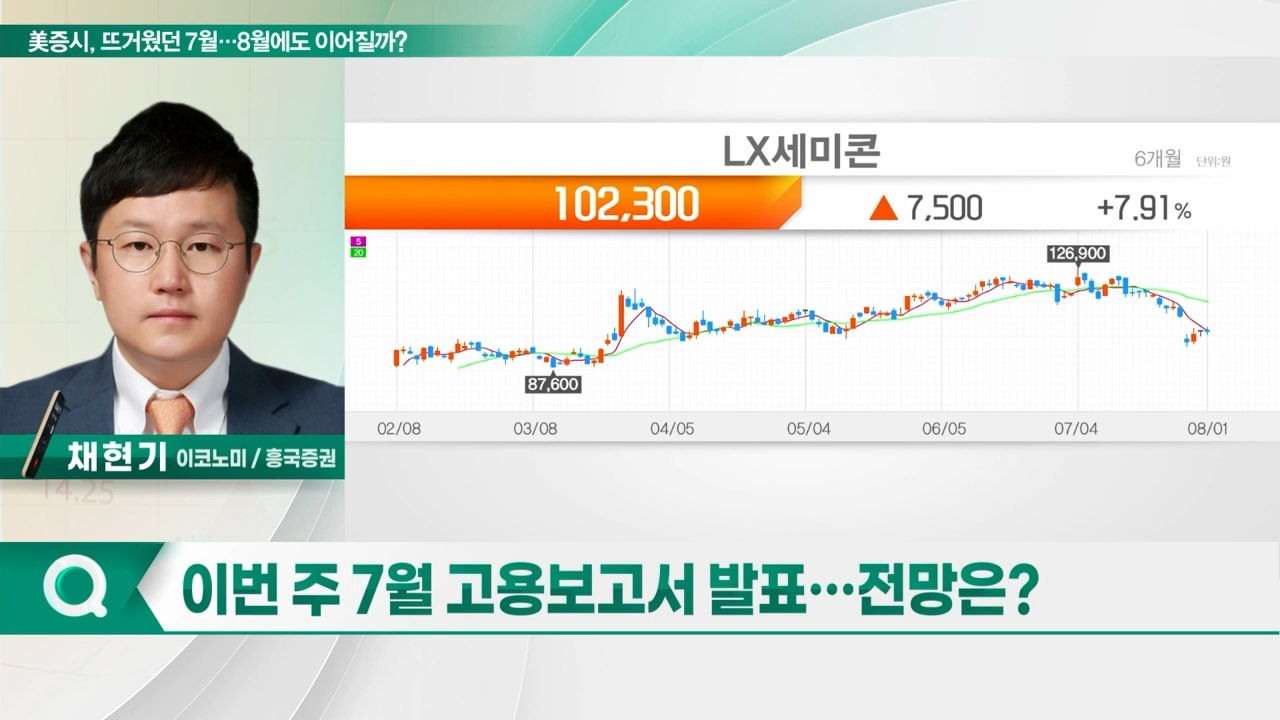 美증시, 뜨거웠던 7월…8월에도 이어질까?
LX세미콘
6개월 단위:원
102,300 ▲ 7,500 +7.91%
5
20
126,900
87,600
02/08 03/08 04/05 05/04 06/05 07/04 08/01
채현기 이코노미 / 흥국증권
14.25
이번 주 7월 고용보고서 발표…전망은?